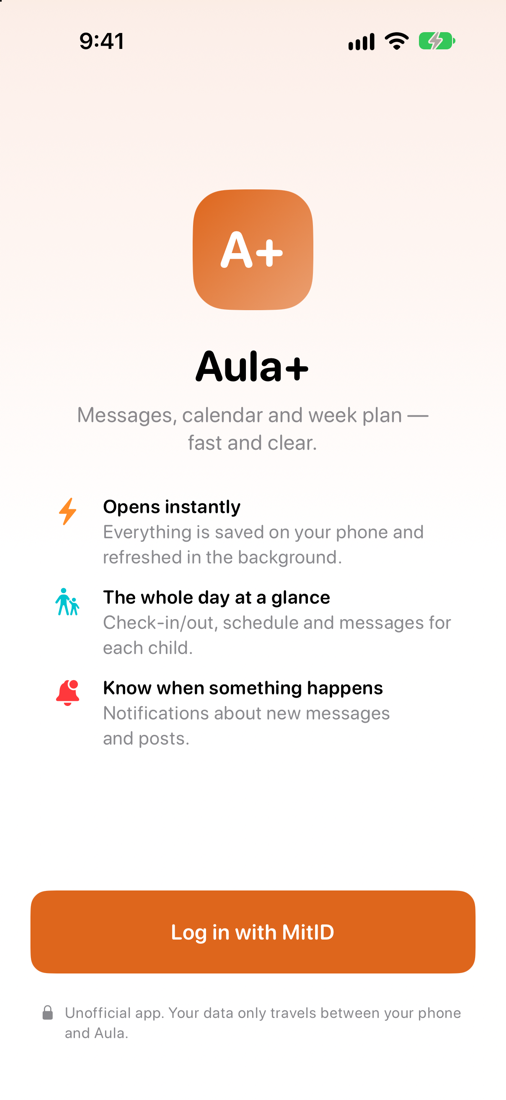 9:41
A+
Aula+
Messages, calendar and week plan —
fast and clear.
Opens instantly
Everything is saved on your phone and
refreshed in the background.
The whole day at a glance
Check-in/out, schedule and messages for
each child.
Know when something happens
Notifications about new messages
and posts.
Log in with MitID
Unofficial app. Your data only travels between your phone
and Aula.